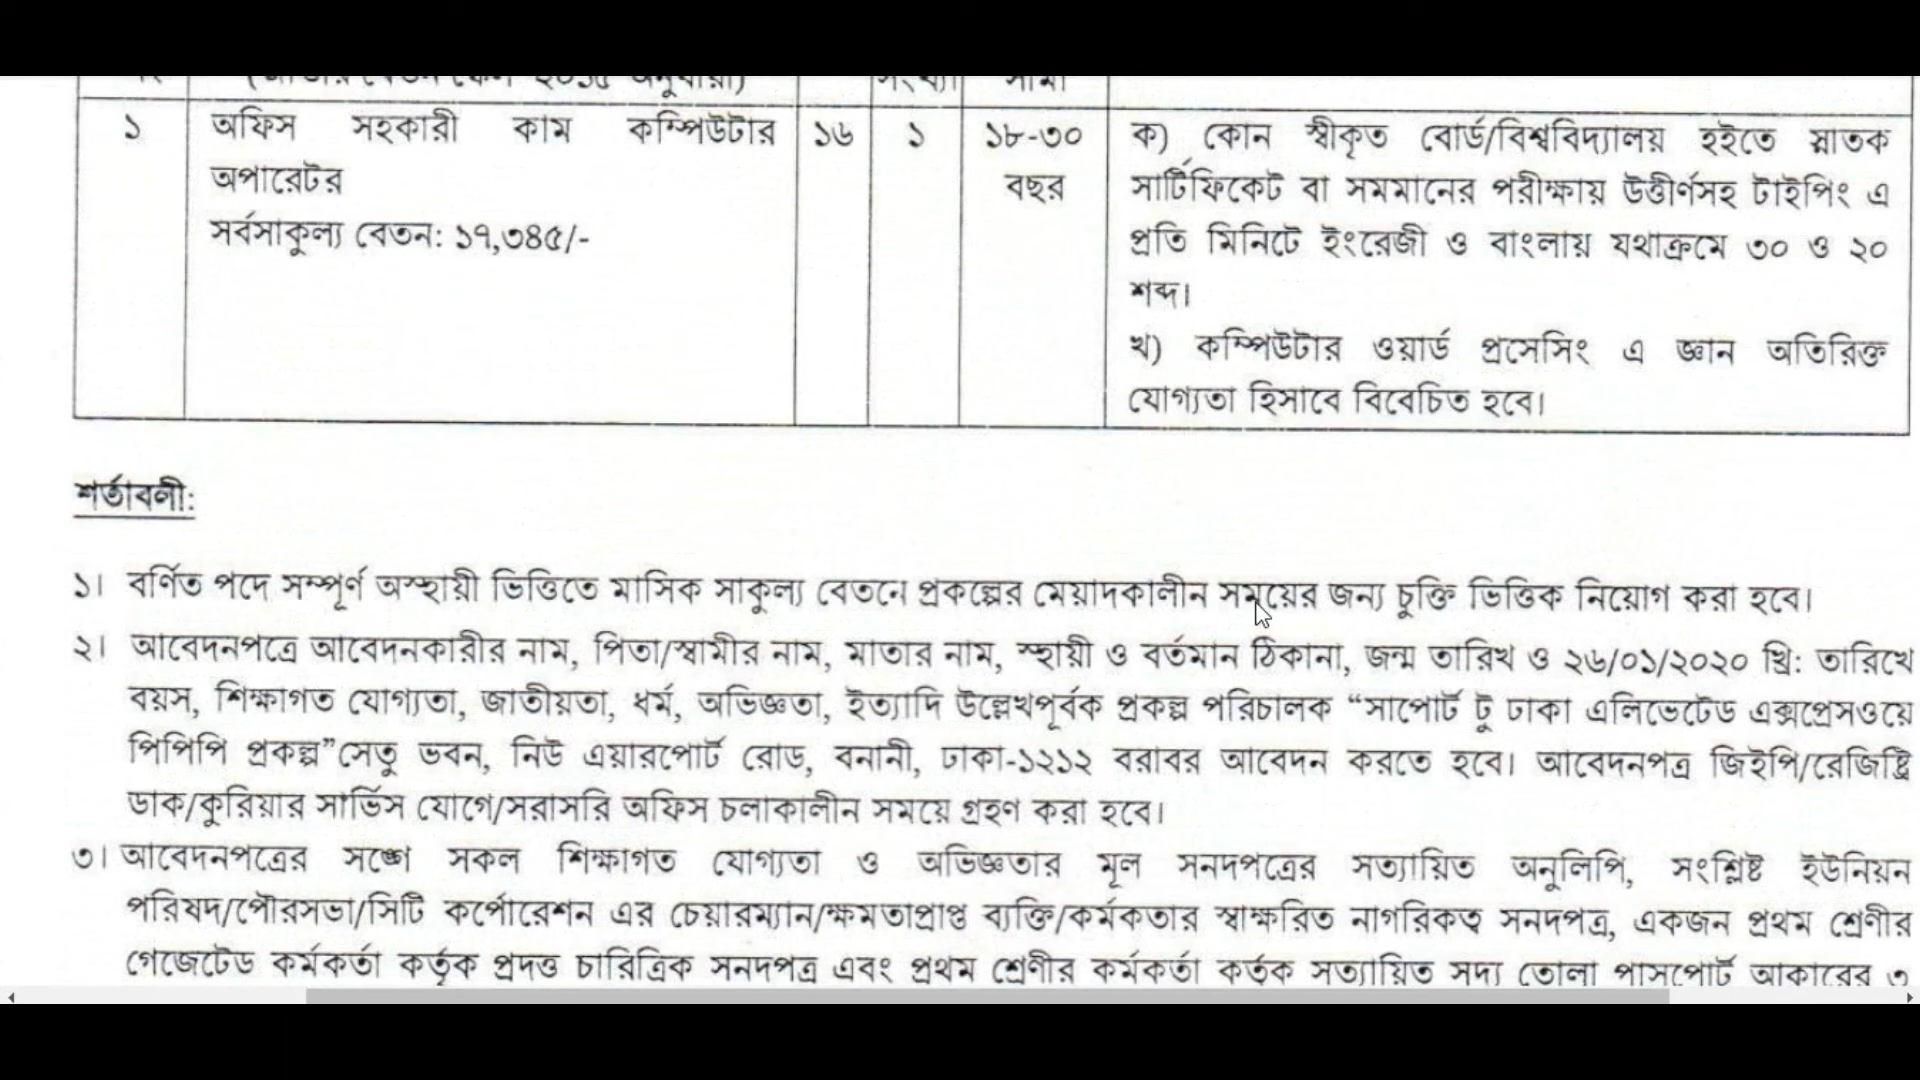 ১ অফিস সহকারী কাম কম্পিউটার ১৬ ১ ১৮-৩০ ক) কোন স্বীকৃত বোর্ড/বিশ্ববিদ্যালয় হইতে স্নাতক
অপারেটর বছর সার্টিফিকেট বা সমমানের পরীক্ষায় উত্তীর্ণসহ টাইপিং এ
সর্বসাকুল্য বেতন: ১৭,৩৪৫/- প্রতি মিনিটে ইংরেজী ও বাংলায় যথাক্রমে ৩০ ও ২০
শব্দ।
খ) কম্পিউটার ওয়ার্ড প্রসেসিং এ জ্ঞান অতিরিক্ত
যোগ্যতা হিসাবে বিবেচিত হবে।
শর্তাবলী:
১। বর্ণিত পদে সম্পূর্ণ অস্থায়ী ভিত্তিতে মাসিক সাকুল্য বেতনে প্রকল্পের মেয়াদকালীন সময়ের জন্য চুক্তি ভিত্তিক নিয়োগ করা হবে।
২। আবেদনপত্রে আবেদনকারীর নাম, পিতা/স্বামীর নাম, মাতার নাম, স্থায়ী ও বর্তমান ঠিকানা, জন্ম তারিখ ও ২৬/০১/২০২০ খ্রি: তারিখে
বয়স, শিক্ষাগত যোগ্যতা, জাতীয়তা, ধর্ম, অভিজ্ঞতা, ইত্যাদি উল্লেখপূর্বক প্রকল্প পরিচালক “সাপোর্ট টু ঢাকা এলিভেটেড এক্সপ্রেসওয়ে
পিপিপি প্রকল্প”সেতু ভবন, নিউ এয়ারপোর্ট রোড, বনানী, ঢাকা-১২১২ বরাবর আবেদন করতে হবে। আবেদনপত্র জিইপি/রেজিষ্ট্রি
ডাক/কুরিয়ার সার্ভিস যোগে/সরাসরি অফিস চলাকালীন সময়ে গ্রহণ করা হবে।
৩। আবেদনপত্রের সঙ্গে সকল শিক্ষাগত যোগ্যতা ও অভিজ্ঞতার মূল সনদপত্রের সত্যায়িত অনুলিপি, সংশ্লিষ্ট ইউনিয়ন
পরিষদ/পৌরসভা/সিটি কর্পোরেশন এর চেয়ারম্যান/ক্ষমতাপ্রাপ্ত ব্যক্তি/কর্মকর্তার স্বাক্ষরিত নাগরিকত্ব সনদপত্র, একজন প্রথম শ্রেণীর
গেজেটেড কর্মকর্তা কর্তৃক প্রদত্ত চারিত্রিক সনদপত্র এবং প্রথম শ্রেণীর কর্মকর্তা কর্তৃক সত্যায়িত সদ্য তোলা পাসপোর্ট আকারের ৩